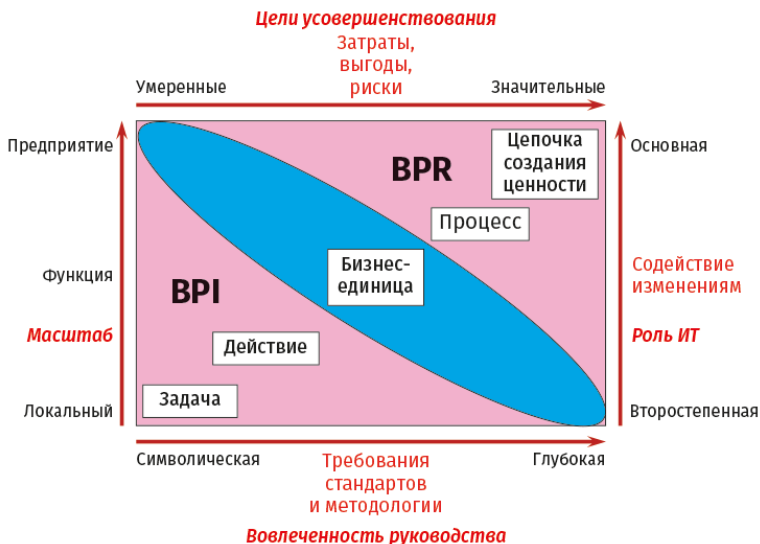 Цели усовершенствования
Затраты,
выгоды,
риски
Умеренные
Значительные
Предприятие
Функция
Масштаб
Локальный
BPR
Цепочка
создания
ценности
Процесс
Бизнес-
единица
BPI
Действие
Задача
Основная
Содействие
изменениям
Роль ИТ
Второстепенная
Символическая
Требования
стандартов
и методологии
Глубокая
Вовлеченность руководства